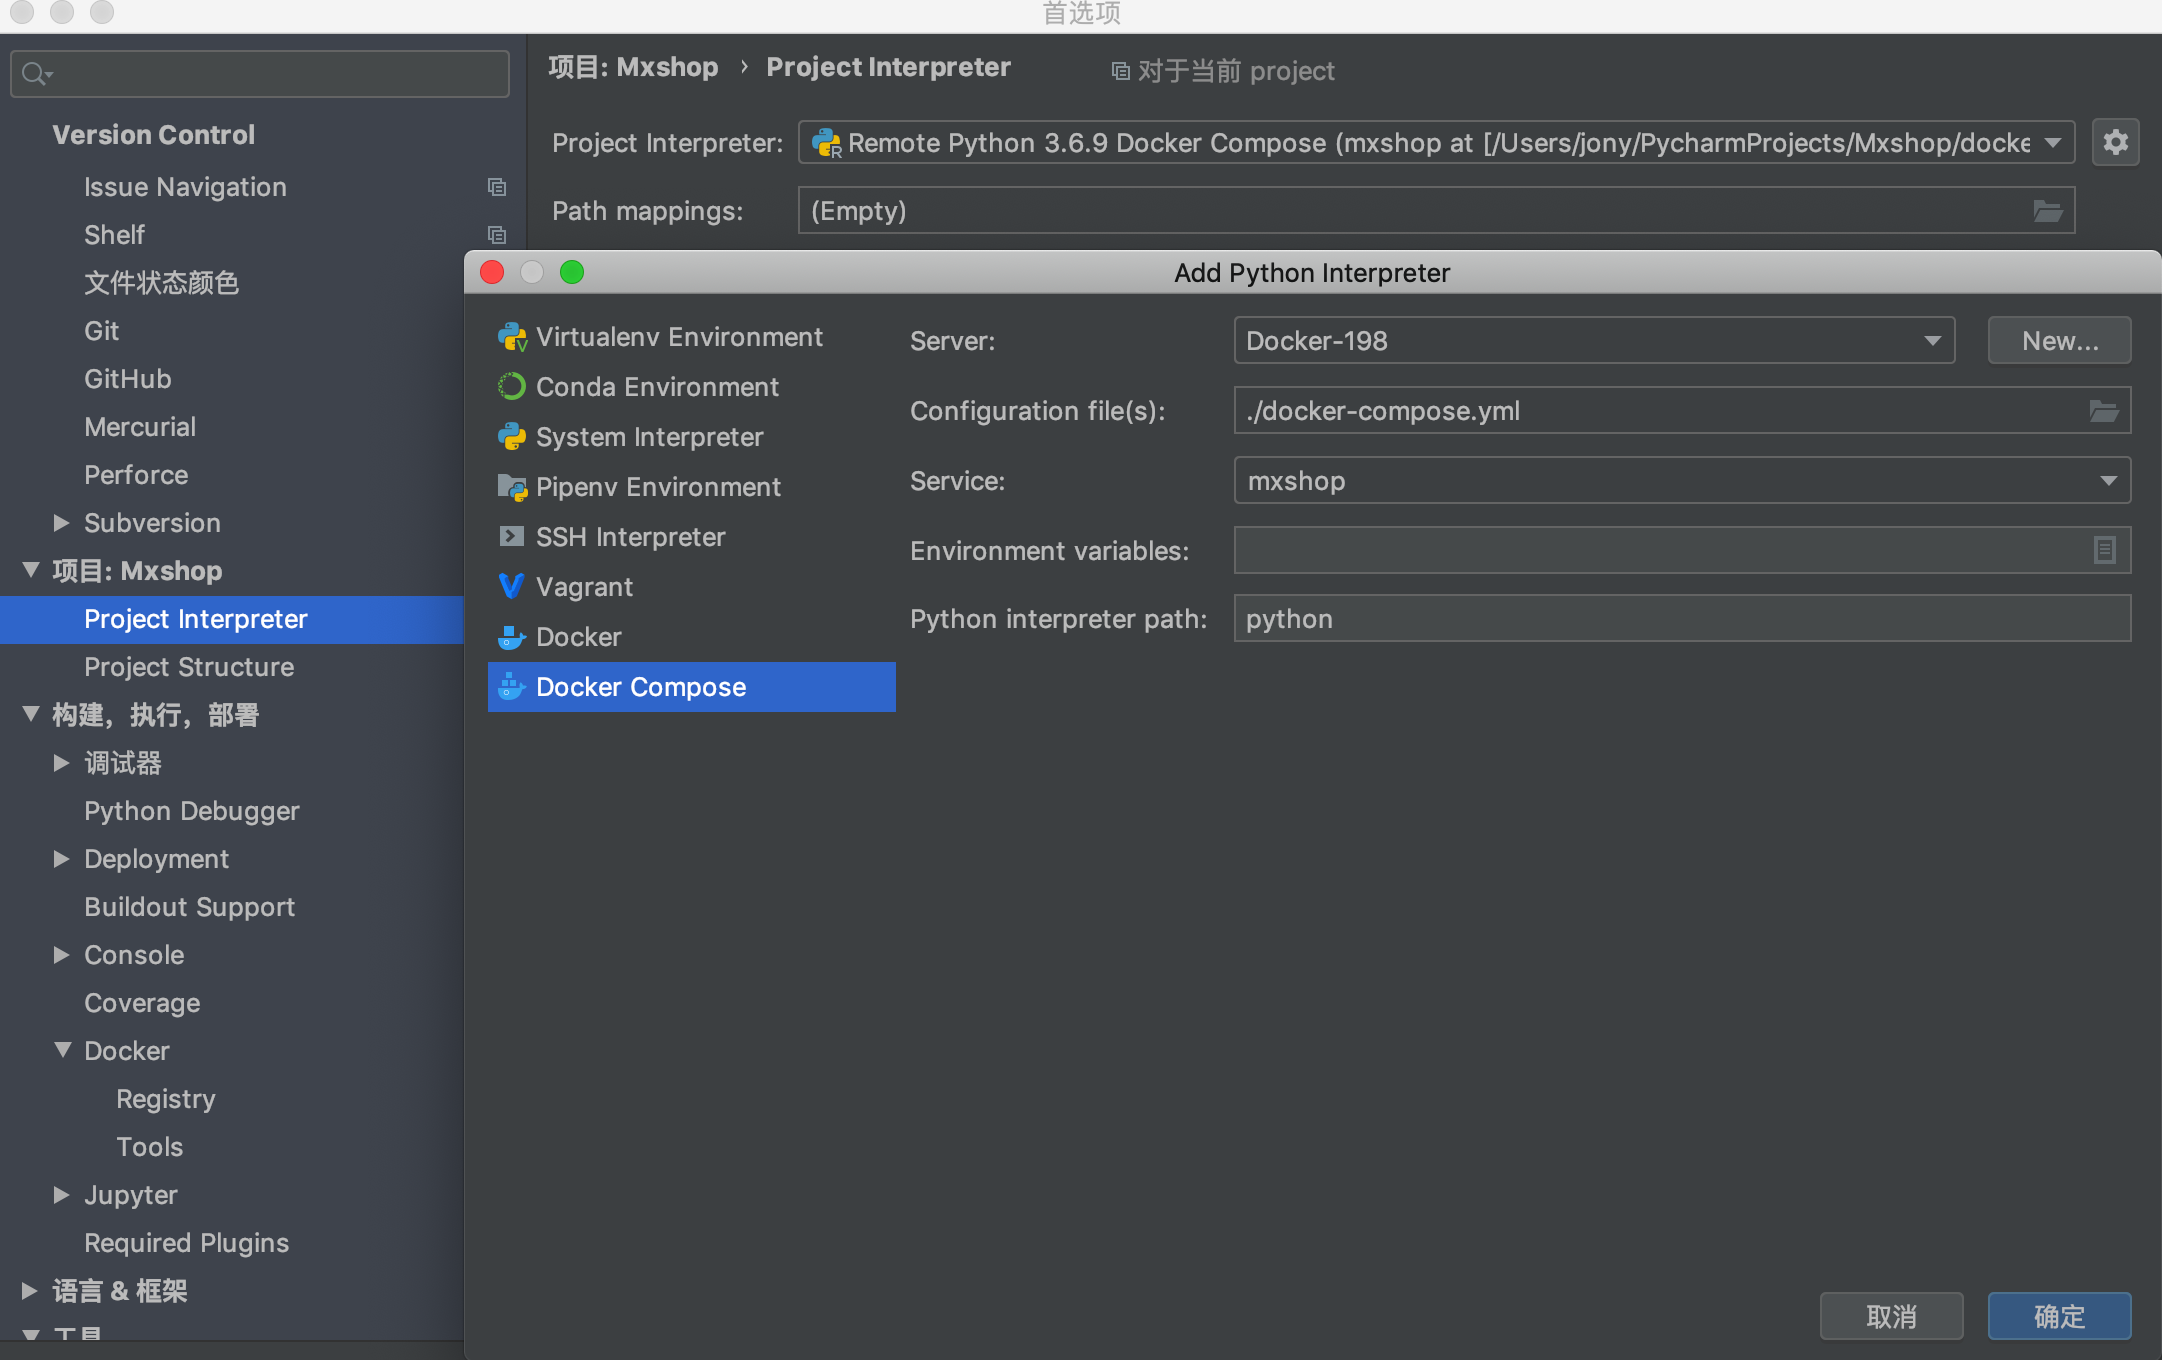 首选项
Version Control
Issue Navigation
Shelf
文件状态颜色
Git
GitHub
Mercurial
Perforce
Subversion
项目: Mxshop
Project Interpreter
Project Structure
构建，执行，部署
调试器
Python Debugger
Deployment
Buildout Support
Console
Coverage
Docker
Registry
Tools
Jupyter
Required Plugins
语言 & 框架
工具
项目: Mxshop › Project Interpreter 对于当前 project
Project Interpreter: Remote Python 3.6.9 Docker Compose (mxshop at [/Users/jony/PycharmProjects/Mxshop/docke
Path mappings: (Empty)
Add Python Interpreter
Virtualenv Environment
Conda Environment
System Interpreter
Pipenv Environment
SSH Interpreter
Vagrant
Docker
Docker Compose
Server: Docker-198 New...
Configuration file(s): ./docker-compose.yml
Service: mxshop
Environment variables:
Python interpreter path: python
取消 确定